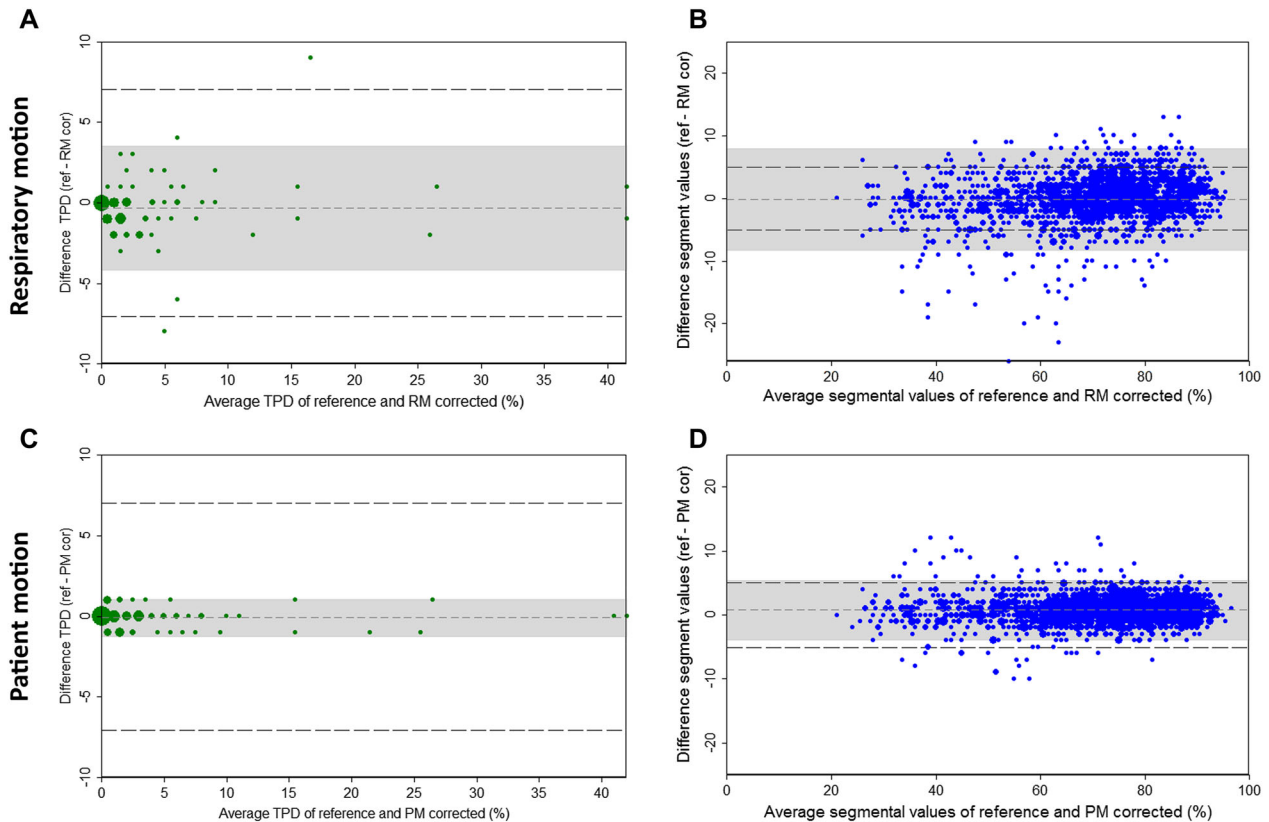 A
Respiratory motion
Difference TPD (ref - RM cor)
10
5
0
-5
-10
0 5 10 15 20 25 30 35 40
Average TPD of reference and RM corrected (%)
B
Difference segment values (ref - RM cor)
20
10
0
-10
-20
0 20 40 60 80 100
Average segmental values of reference and RM corrected (%)
C
Patient motion
Difference TPD (ref - PM cor)
10
5
0
-5
-10
0 5 10 15 20 25 30 35 40
Average TPD of reference and PM corrected (%)
D
Difference segment values (ref - PM cor)
20
10
0
-10
-20
0 20 40 60 80 100
Average segmental values of reference and PM corrected (%)